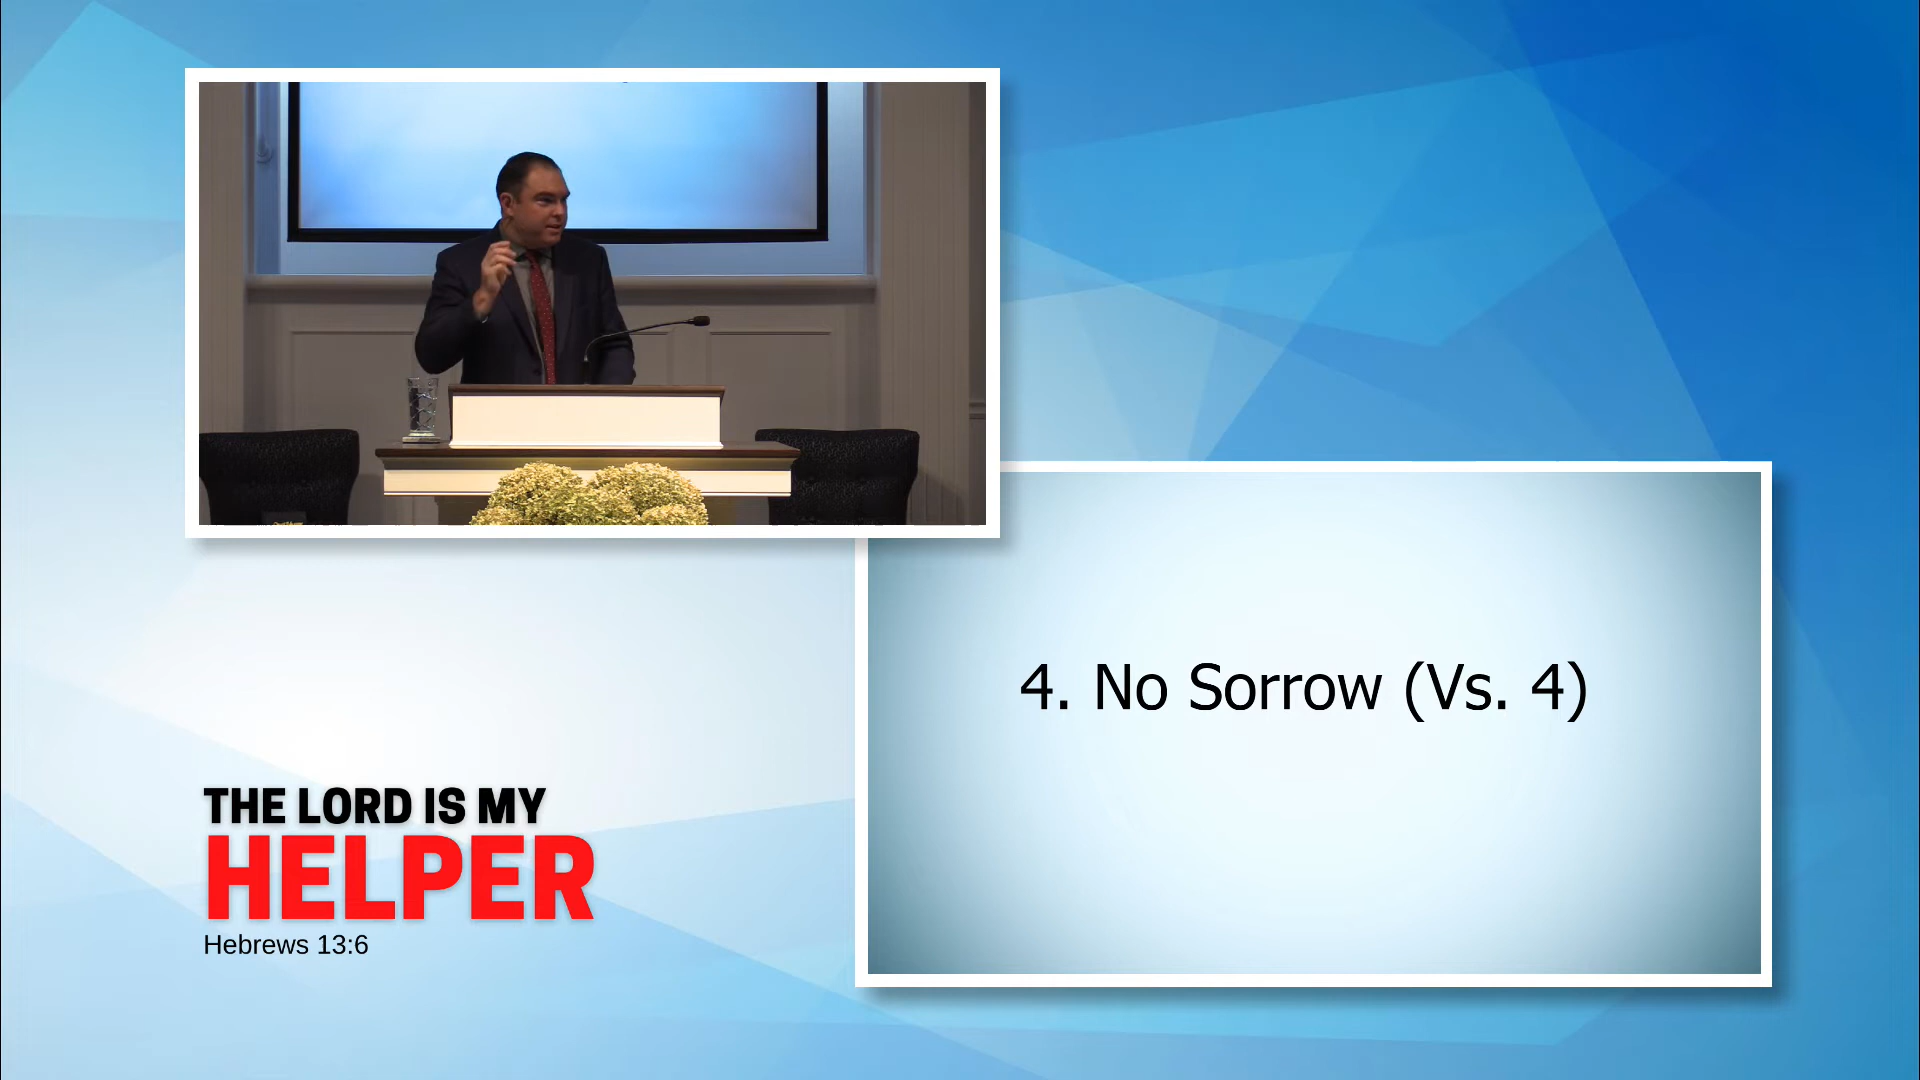 4. No Sorrow (Vs. 4)
THE LORD IS MY
HELPER
Hebrews 13:6